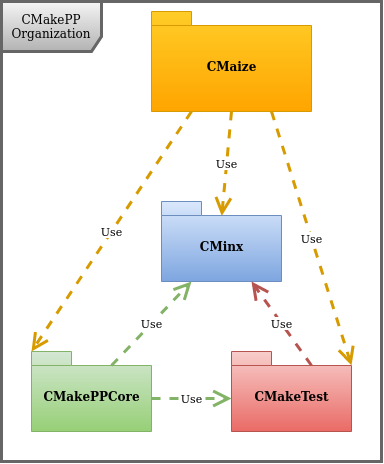 CMakePP
Organization
CMaize
Use
Use
Use
CMinx
Use
Use
CMakePPCore
Use
CMakeTest